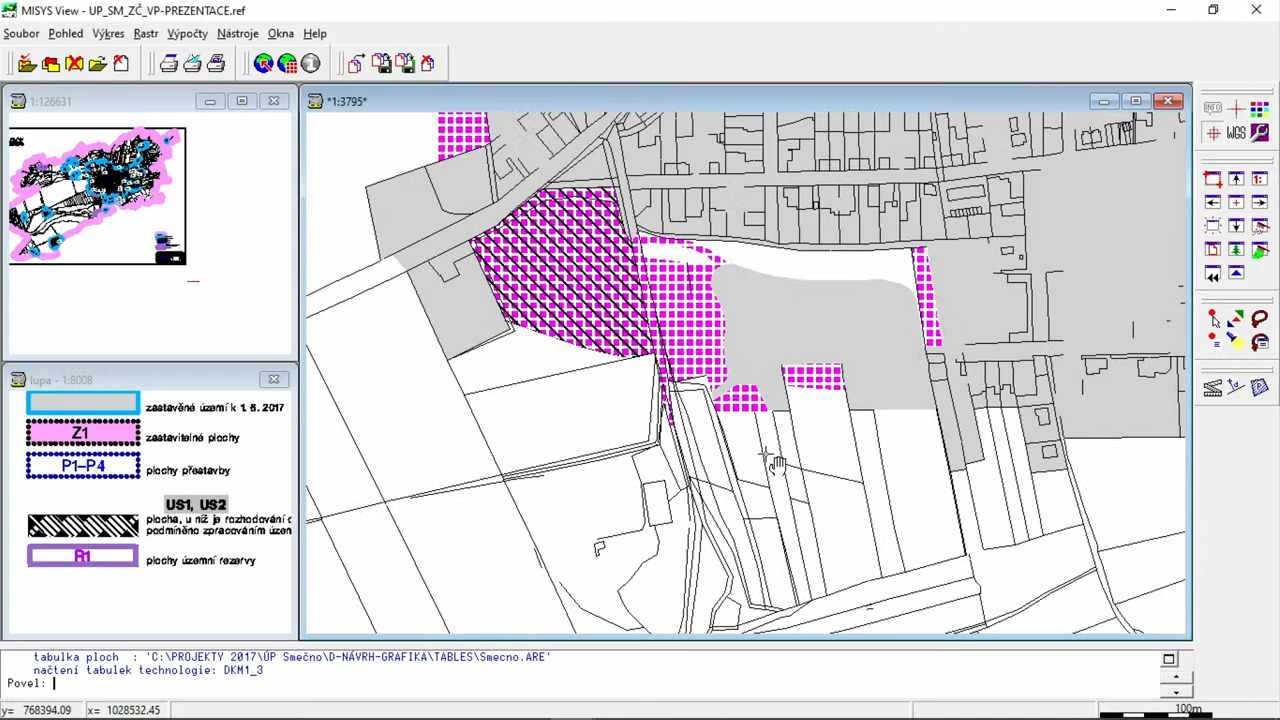 MISYS View - UP_SM_ZČ_VP-PREZENTACE.ref
Soubor Pohled Výkres Rastr Výpočty Nástroje Okna Help
1:126631
*1:3795*
INFO
WGS
1:
lupa - 1:8008
zastavěné území k 1. 5. 2017
Z1
zastavitelné plochy
P1-P4
plochy přestavby
US1, US2
plocha, u níž je rozhodování
podmíněno zpracováním
R1
plochy územní rezervy
tabulka ploch : 'C:\PROJEKTY 2017\ÚP Smečno\D-NÁVRH-GRAFIKA\TABLES\Smecno.ARE'
načtení tabulek technologie: DKM1_3
Povel:
y= 768394.09 x= 1028532.45
100m